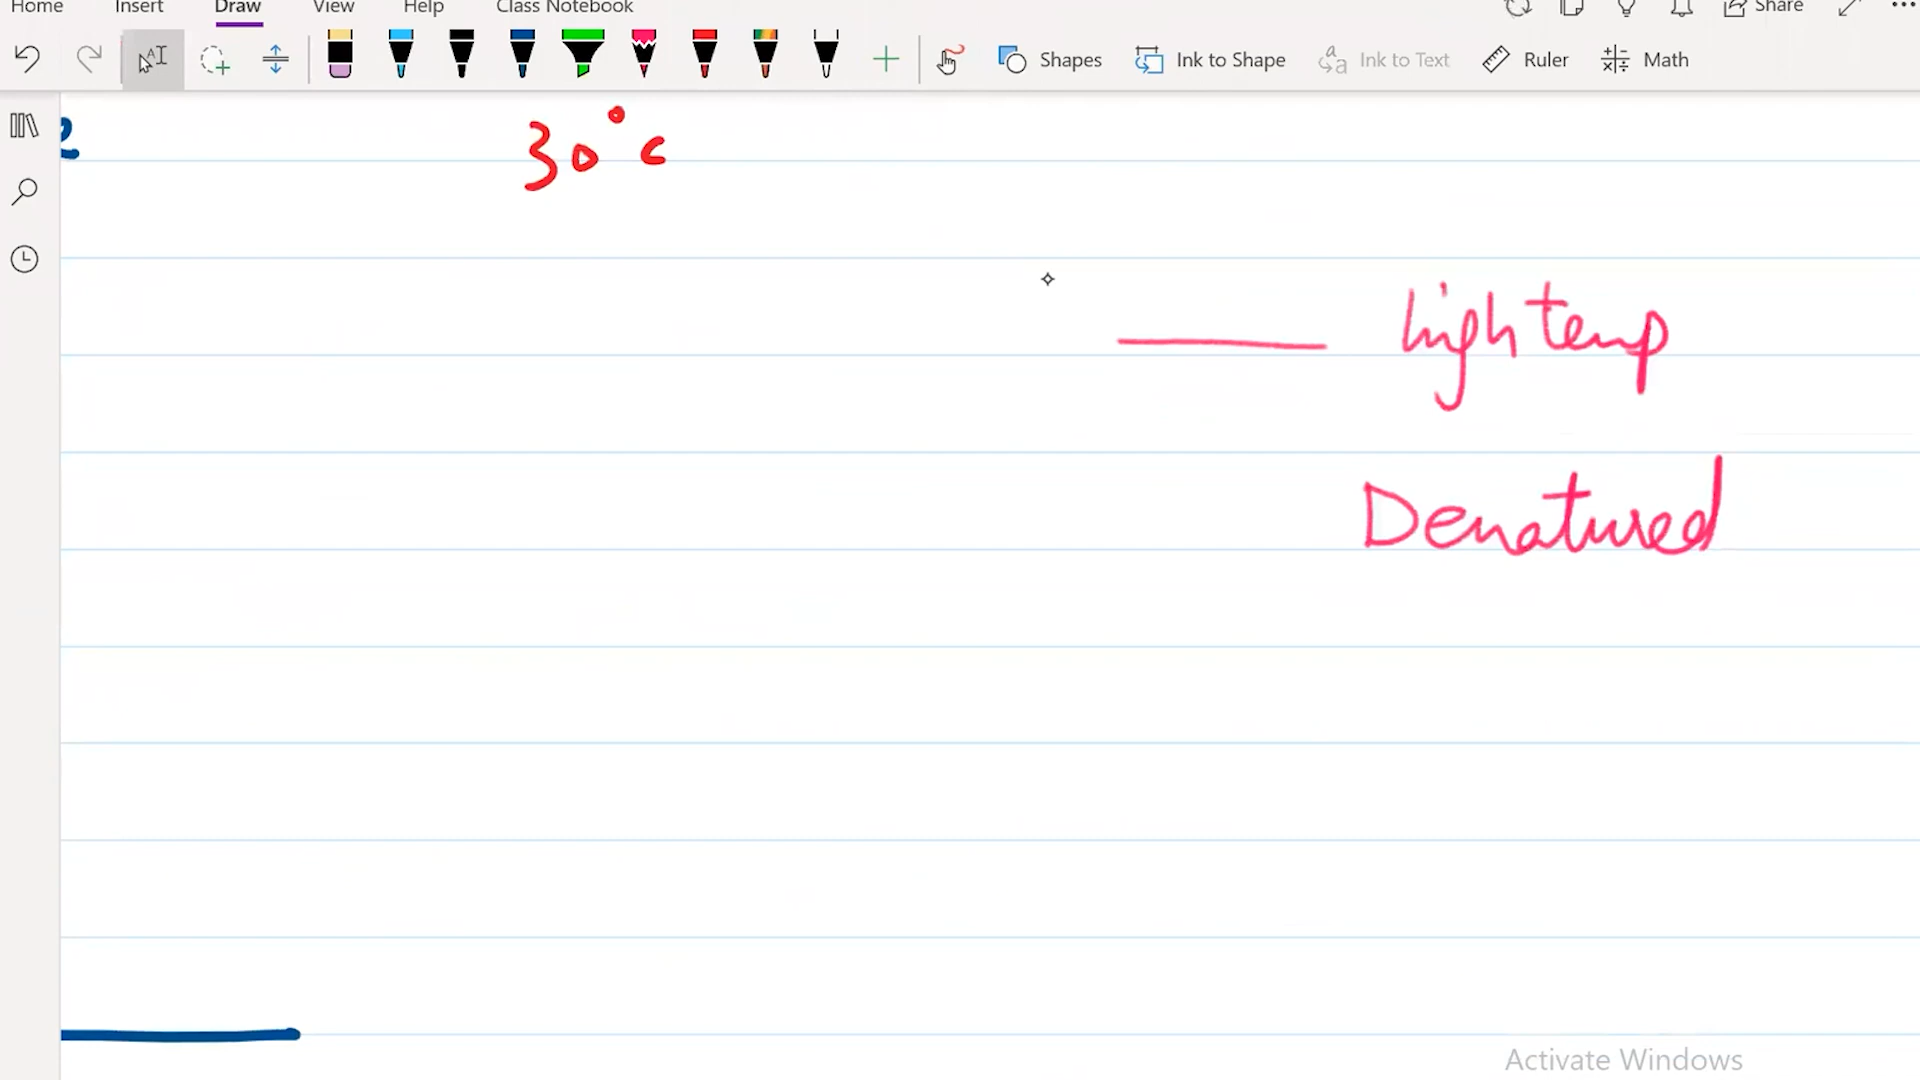 Home Insert Draw View Help Class Notebook Share
Shapes Ink to Shape Ink to Text Ruler Math
30°c
high temp
Denatured
Activate Windows